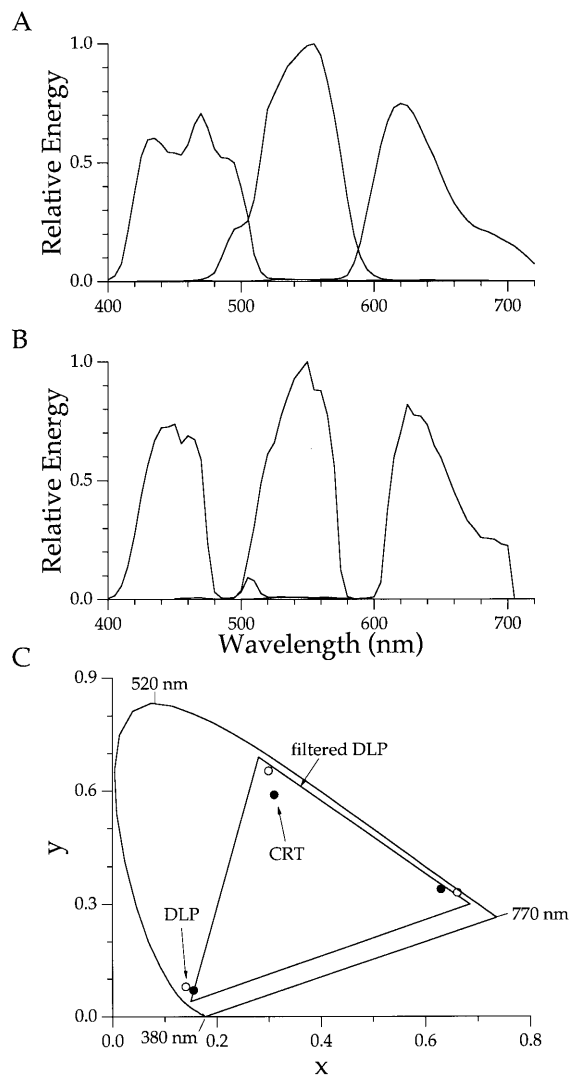 A
Relative Energy
1.0
0.5
0.0
400
500
600
700
B
Relative Energy
1.0
0.5
0.0
400
500
600
700
Wavelength (nm)
C
y
0.9
0.6
0.3
0.0
520 nm
filtered DLP
CRT
DLP
770 nm
380 nm
0.0
0.2
0.4
0.6
0.8
x